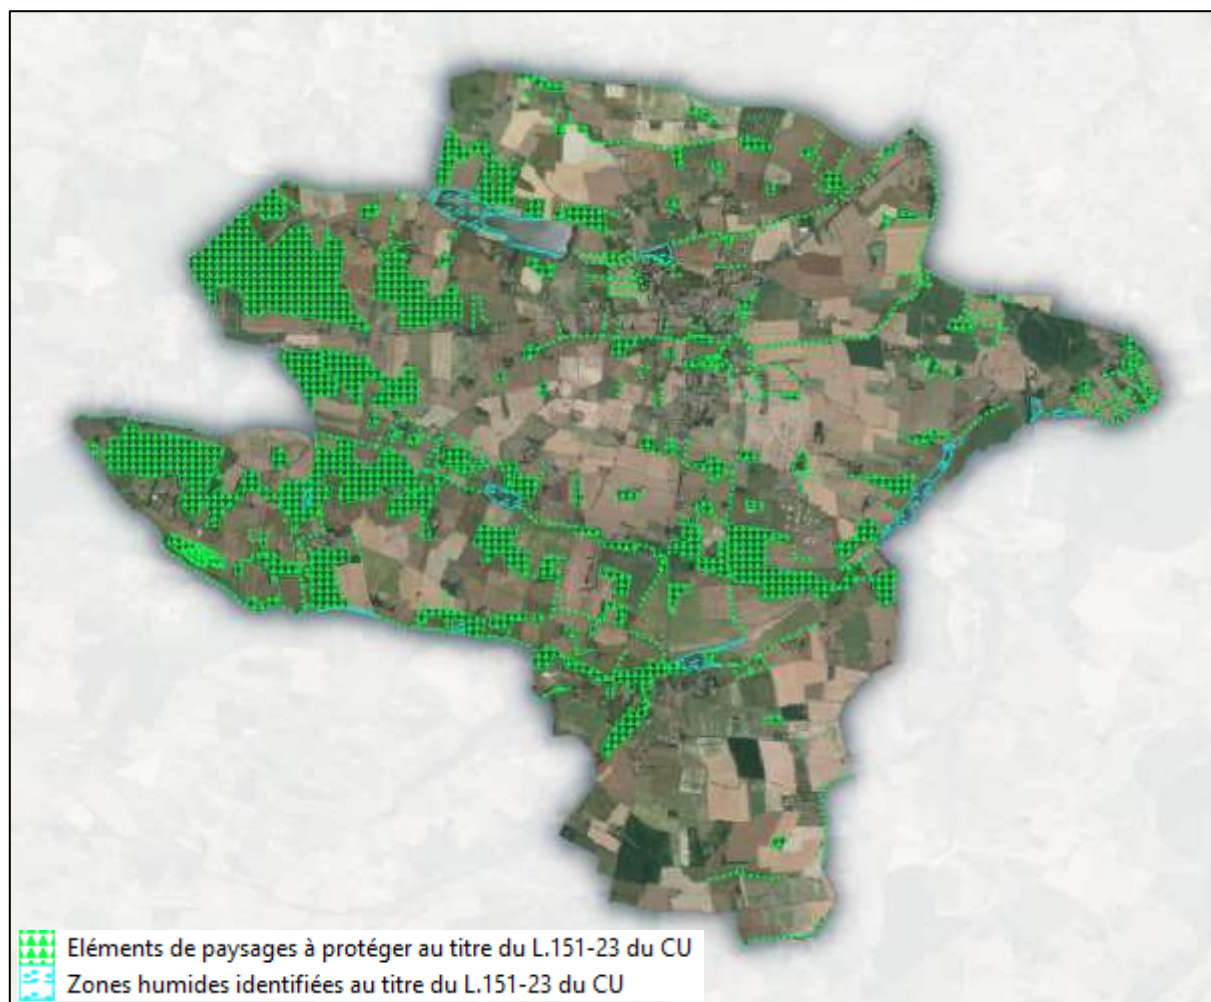 Eléments de paysages à protéger au titre du L.151-23 du CU
Zones humides identifiées au titre du L.151-23 du CU